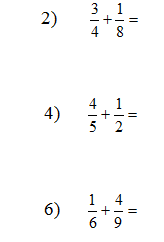 2) 3/4 + 1/8 =
4) 4/5 + 1/2 =
6) 1/6 + 4/9 =